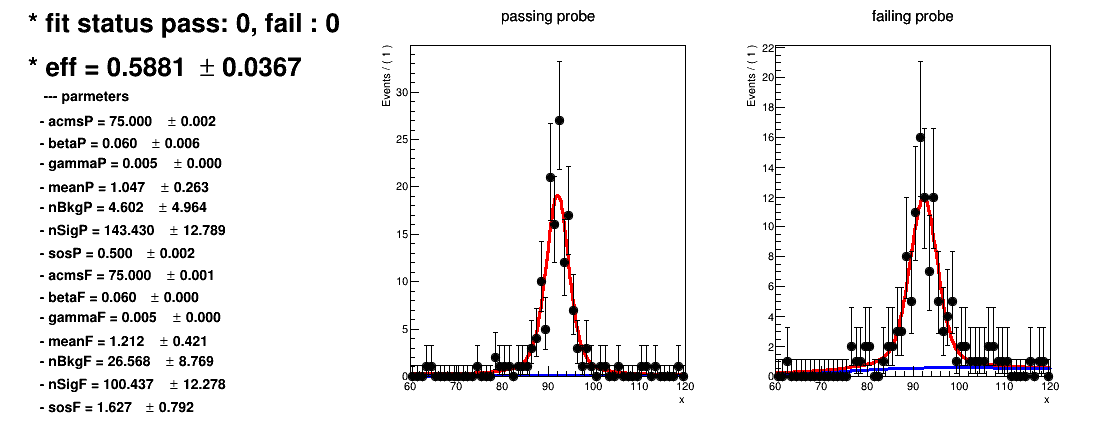 * fit status pass: 0, fail : 0
* eff = 0.5881 ± 0.0367
--- parmeters
- acmsP = 75.000 ± 0.002
- betaP = 0.060 ± 0.006
- gammaP = 0.005 ± 0.000
- meanP = 1.047 ± 0.263
- nBkgP = 4.602 ± 4.964
- nSigP = 143.430 ± 12.789
- sosP = 0.500 ± 0.002
- acmsF = 75.000 ± 0.001
- betaF = 0.060 ± 0.000
- gammaF = 0.005 ± 0.000
- meanF = 1.212 ± 0.421
- nBkgF = 26.568 ± 8.769
- nSigF = 100.437 ± 12.278
- sosF = 1.627 ± 0.792
passing probe
Events / ( 1 )
30
25
20
15
10
5
0
60 70 80 90 100 110 120
x
failing probe
Events / ( 1 )
22
20
18
16
14
12
10
8
6
4
2
0
60 70 80 90 100 110 120
x